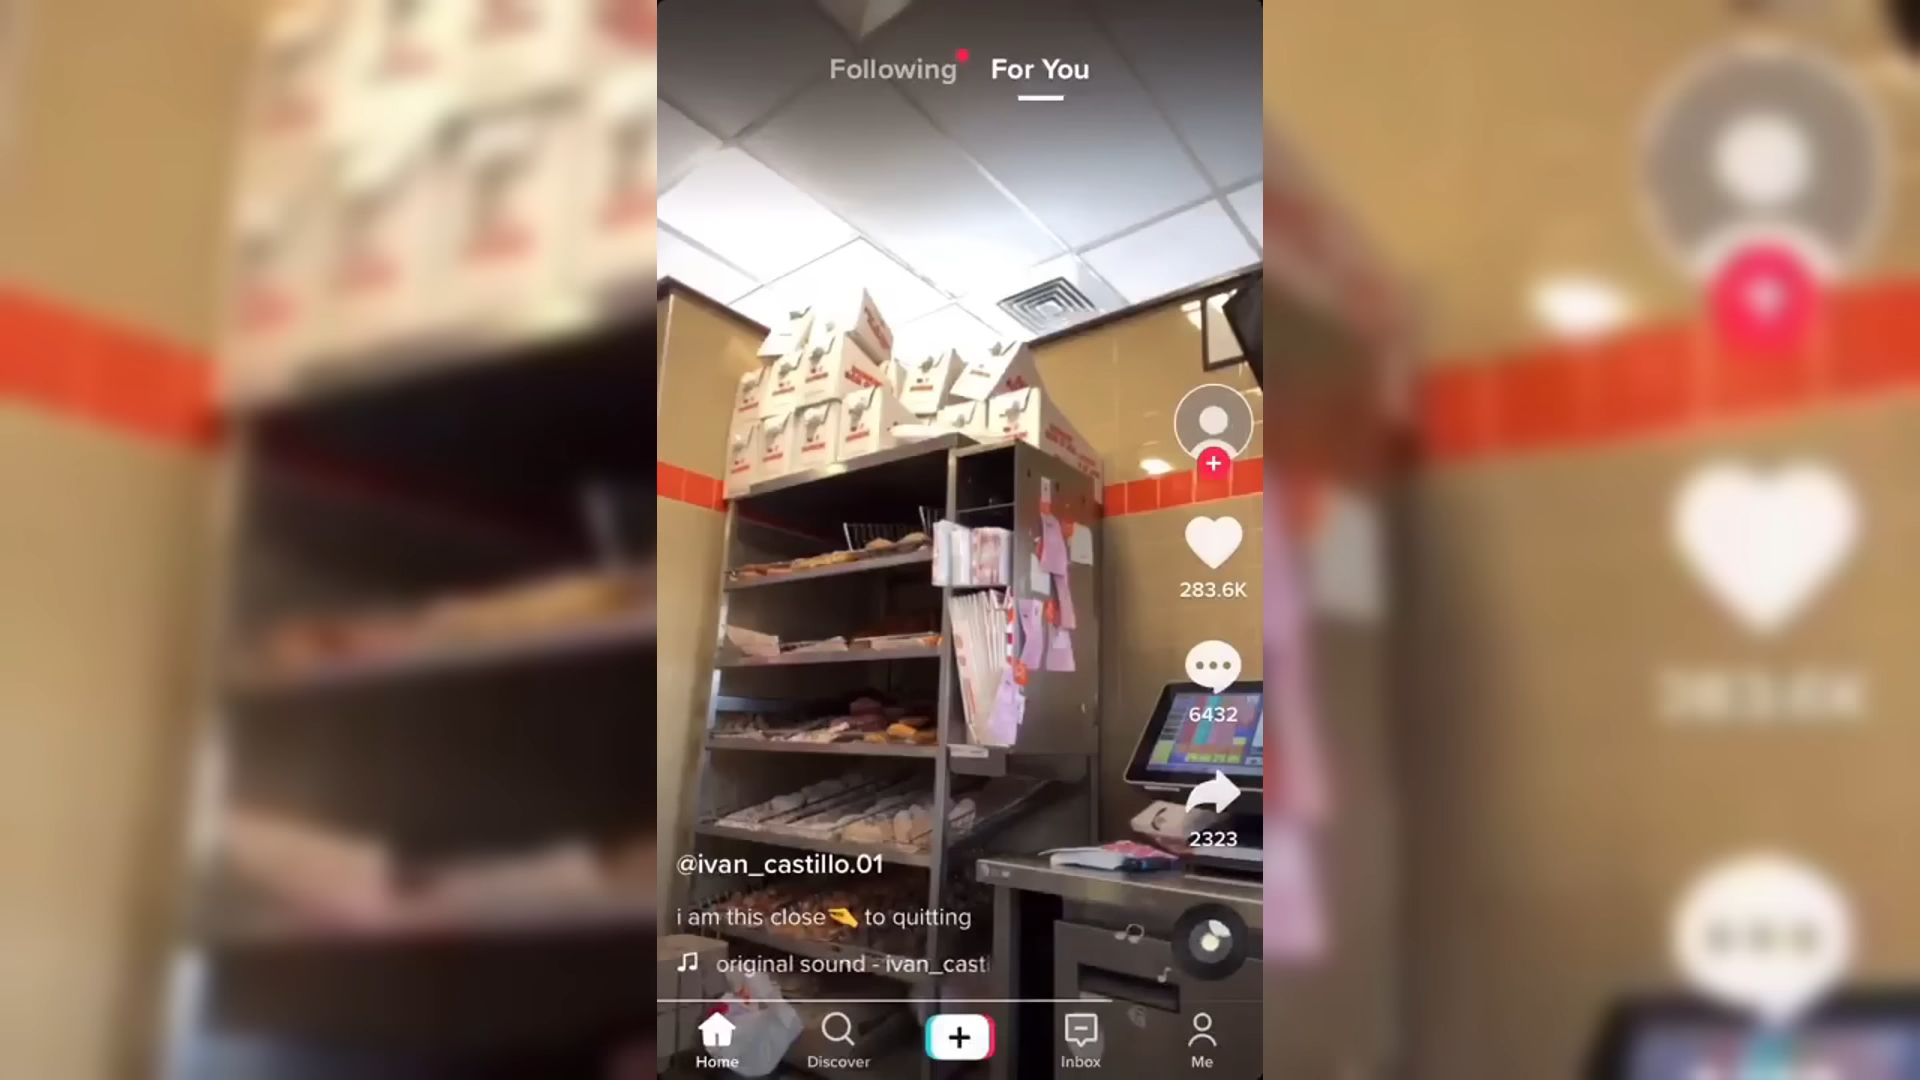 Following For You
283.6K
6432
2323
@ivan_castillo.01
i am this close🤏 to quitting
original sound - ivan_casti
Home Discover Inbox Me